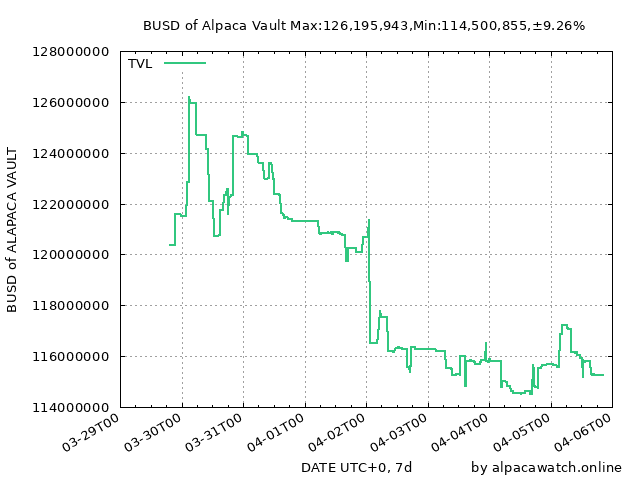 BUSD of Alpaca Vault Max:126,195,943,Min:114,500,855,±9.26%
TVL
128000000
126000000
124000000
122000000
120000000
118000000
116000000
114000000
BUSD of ALAPACA VAULT
03-29T00
03-30T00
03-31T00
04-01T00
04-02T00
04-03T00
04-04T00
04-05T00
04-06T00
DATE UTC+0, 7d
by alpacawatch.online